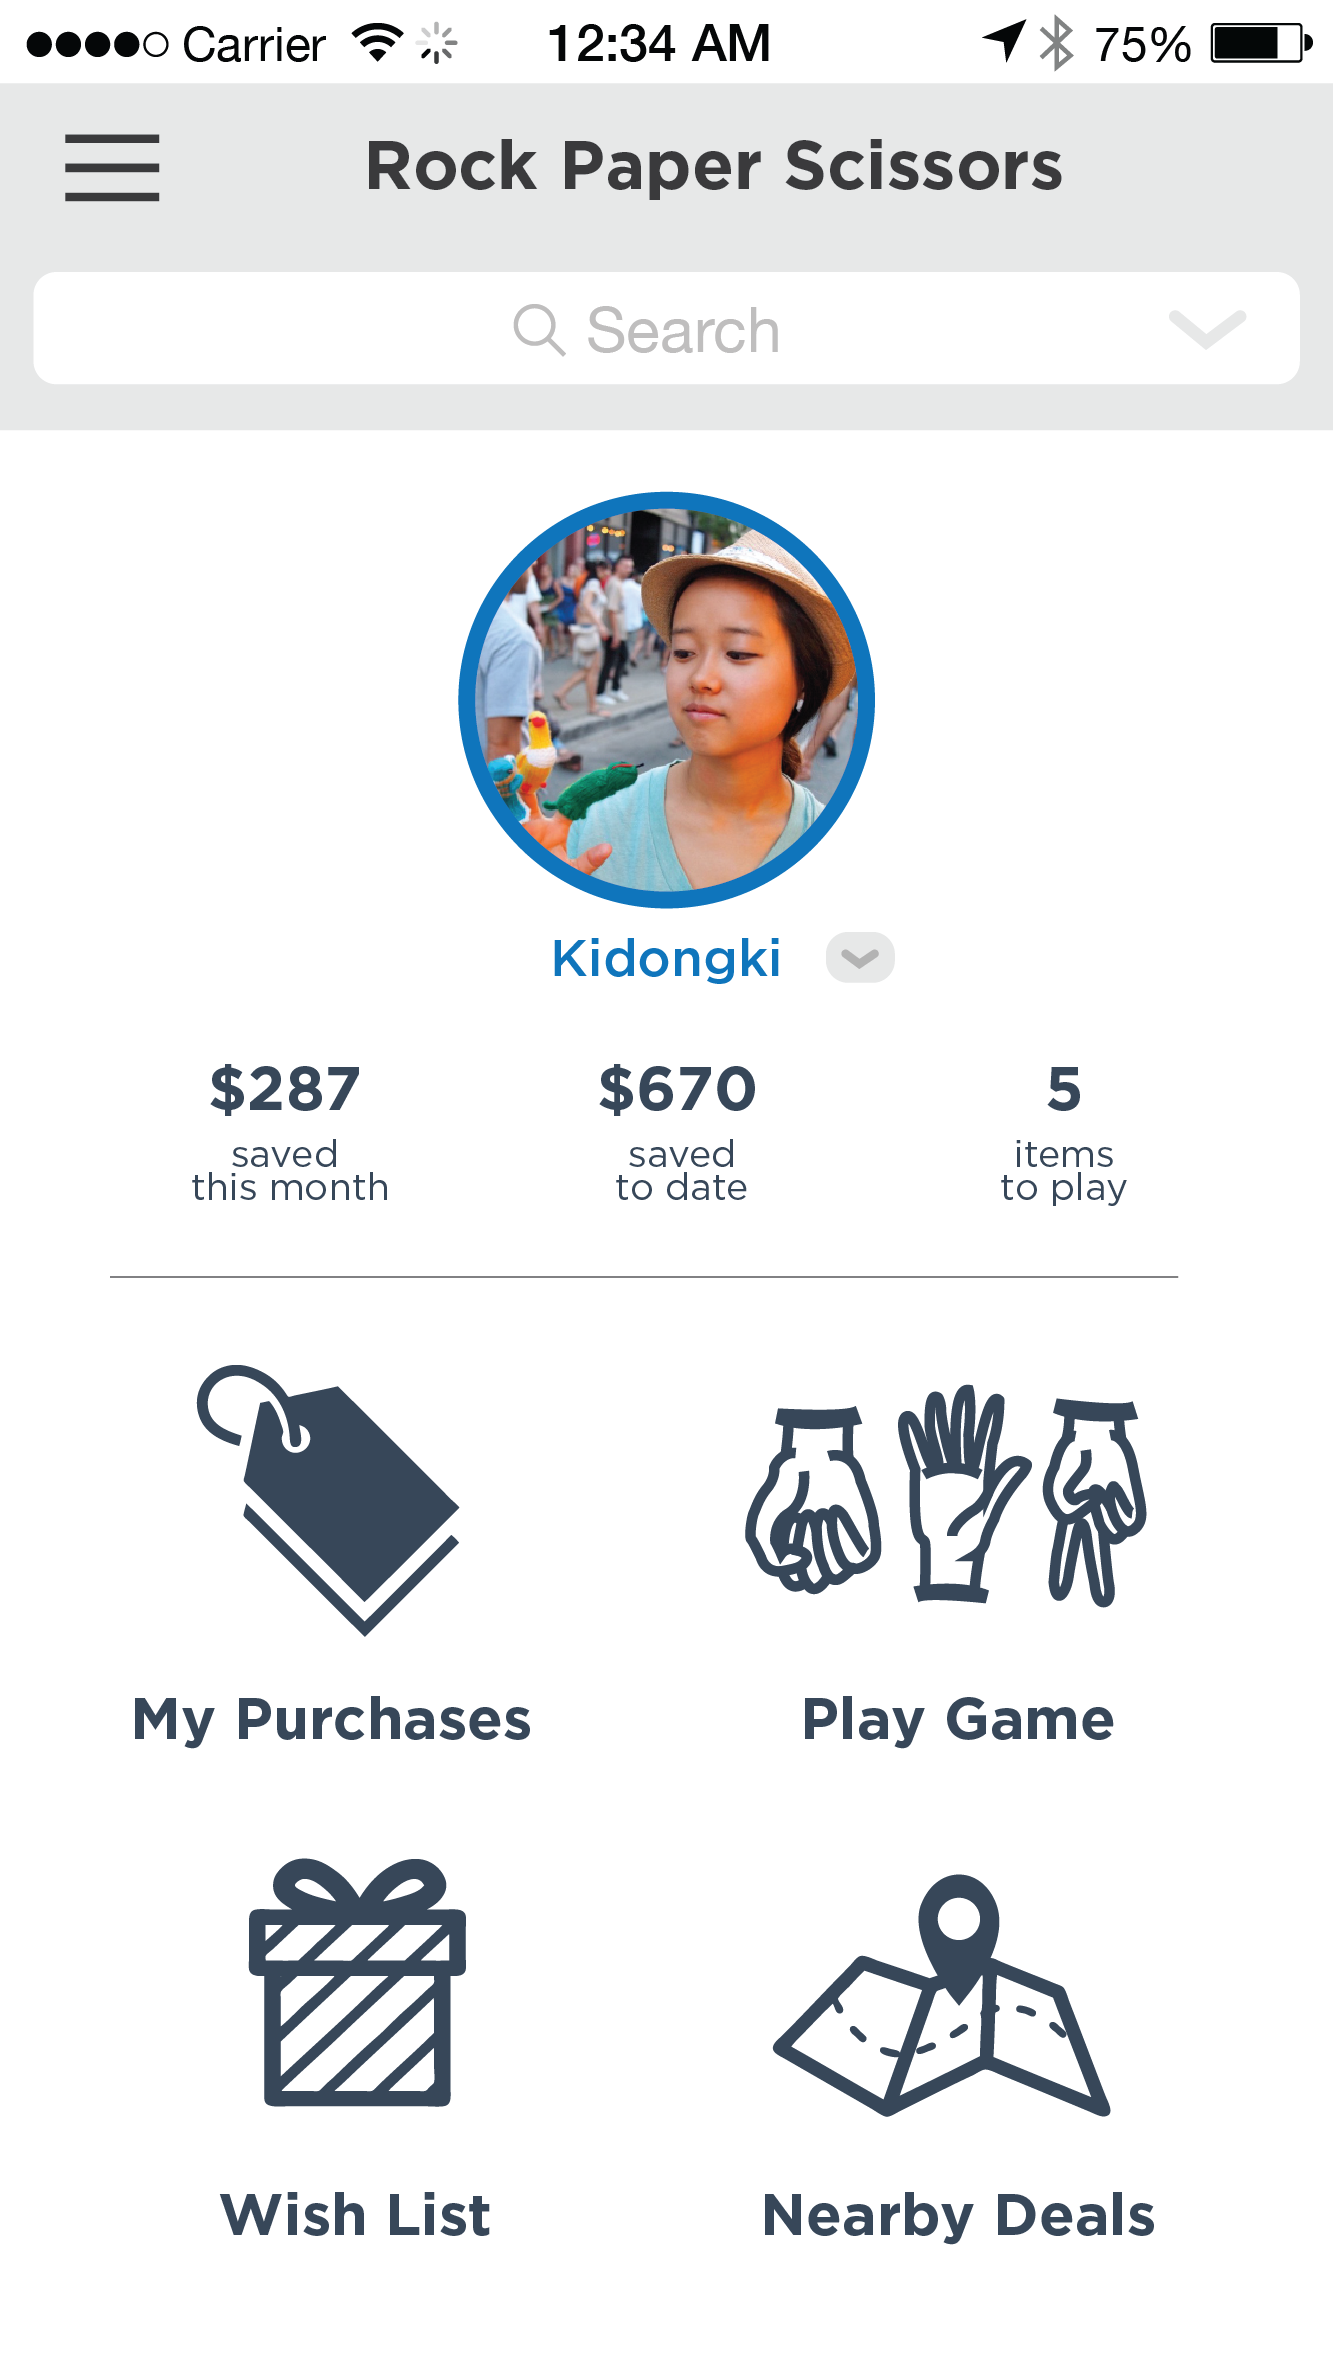 Carrier 12:34 AM 75%
Rock Paper Scissors
Search
Kidongki
$287 $670 5
saved saved items
this month to date to play
My Purchases Play Game
Wish List Nearby Deals